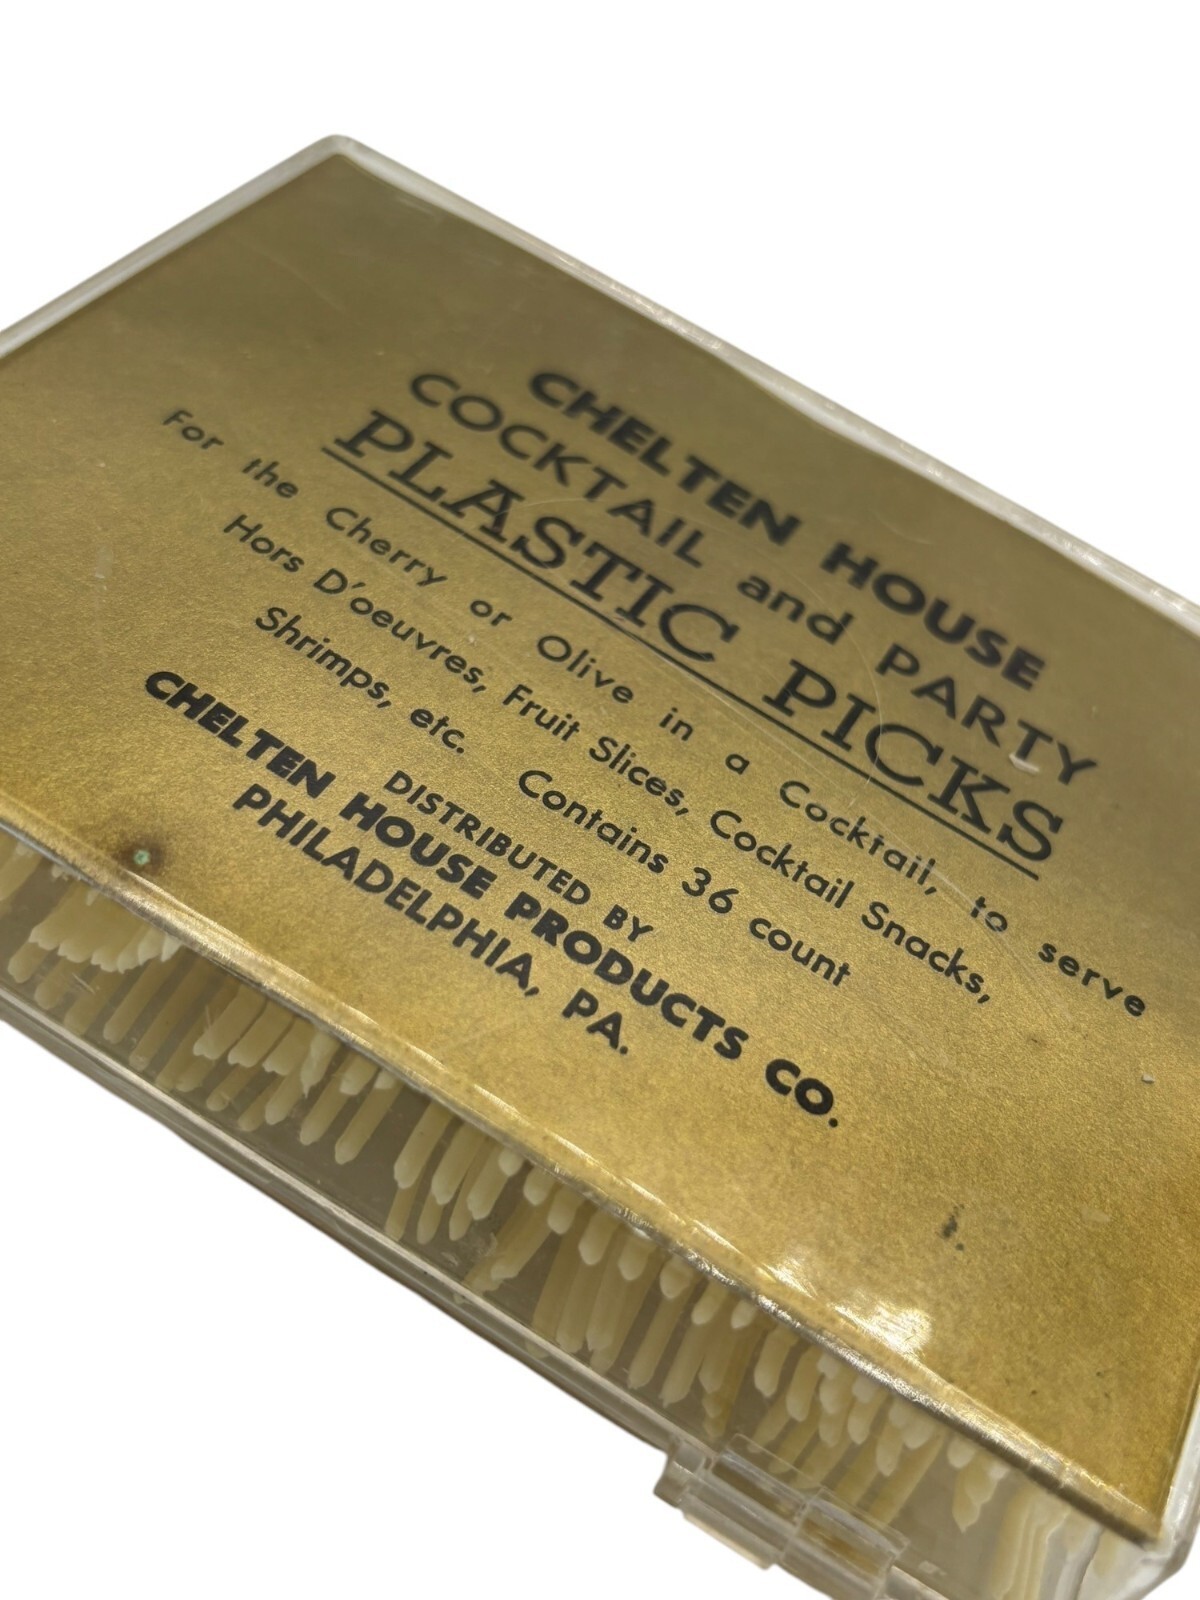 CHELTEN HOUSE
COCKTAIL and PARTY
PLASTIC PICKS
For the Cherry or Olive in a Cocktail, to serve
Hors D'oeuvres, Fruit Slices, Cocktail Snacks,
Shrimps, etc. Contains 36 count
DISTRIBUTED BY
CHELTEN HOUSE PRODUCTS CO.
PHILADELPHIA, PA.